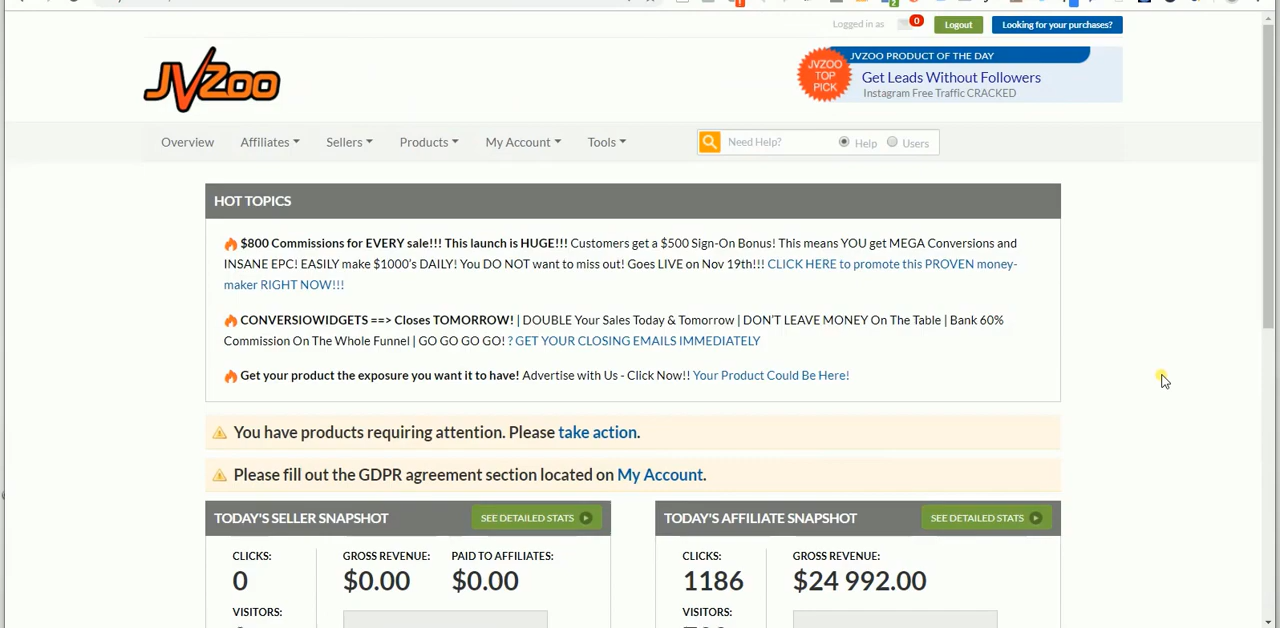 Logged in as
0
Logout
Looking for your purchases?
JVZoo
JVZOO TOP PICK
JVZOO PRODUCT OF THE DAY
Get Leads Without Followers
Instagram Free Traffic CRACKED
Overview Affiliates Sellers Products My Account Tools
Need Help? Help Users
HOT TOPICS
$800 Commissions for EVERY sale!!! This launch is HUGE!!! Customers get a $500 Sign-On Bonus! This means YOU get MEGA Conversions and
INSANE EPC! EASILY make $1000's DAILY! You DO NOT want to miss out! Goes LIVE on Nov 19th!!! CLICK HERE to promote this PROVEN money-
maker RIGHT NOW!!!
CONVERSIOWIDGETS ==> Closes TOMORROW! | DOUBLE Your Sales Today & Tomorrow | DON'T LEAVE MONEY On The Table | Bank 60%
Commission On The Whole Funnel | GO GO GO GO! ? GET YOUR CLOSING EMAILS IMMEDIATELY
Get your product the exposure you want it to have! Advertise with Us - Click Now!! Your Product Could Be Here!
You have products requiring attention. Please take action.
Please fill out the GDPR agreement section located on My Account.
TODAY'S SELLER SNAPSHOT SEE DETAILED STATS
CLICKS: GROSS REVENUE: PAID TO AFFILIATES:
0 $0.00 $0.00
VISITORS:
TODAY'S AFFILIATE SNAPSHOT SEE DETAILED STATS
CLICKS: GROSS REVENUE:
1186 $24 992.00
VISITORS: